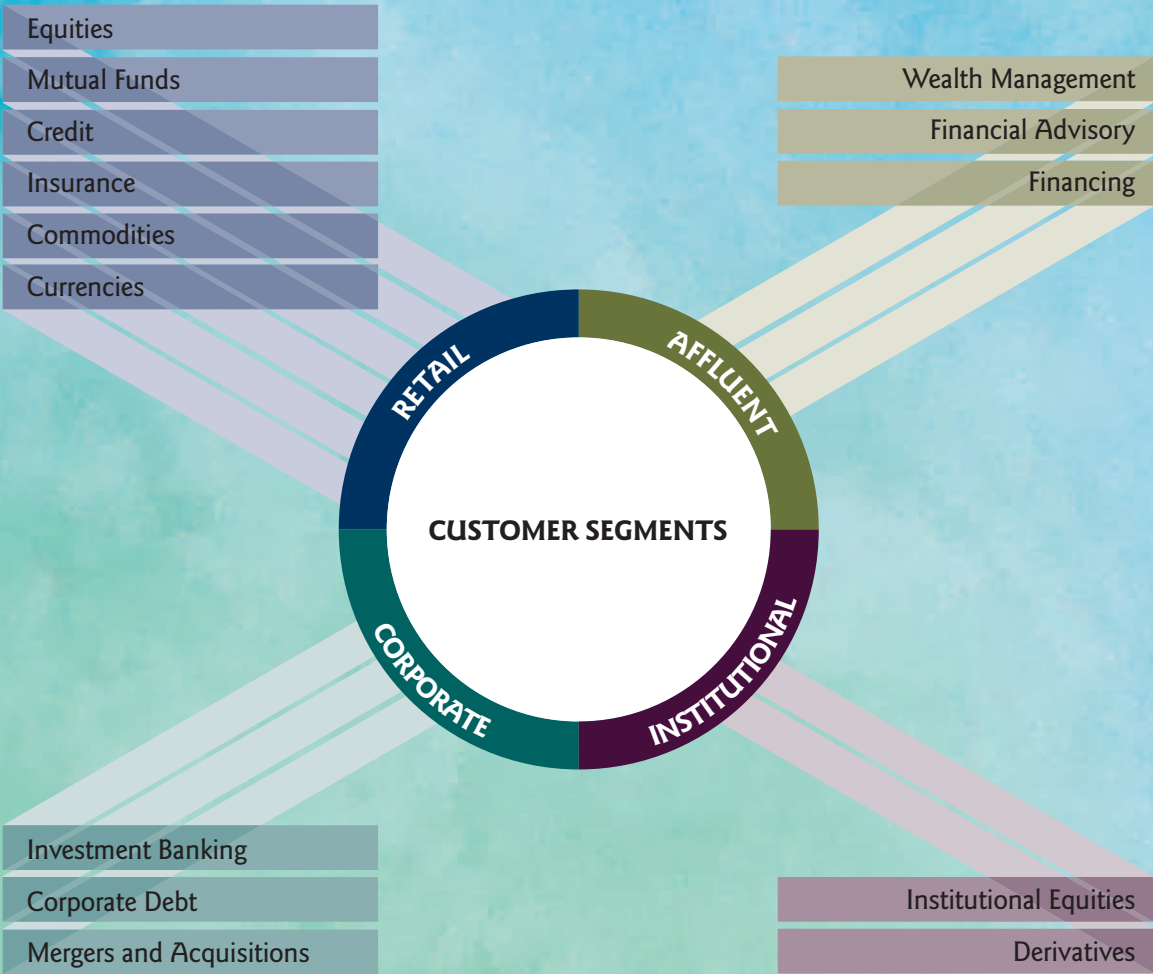 Equities
Mutual Funds
Credit
Insurance
Commodities
Currencies
Wealth Management
Financial Advisory
Financing
RETAIL
AFFLUENT
CUSTOMER SEGMENTS
CORPORATE
INSTITUTIONAL
Investment Banking
Corporate Debt
Mergers and Acquisitions
Institutional Equities
Derivatives